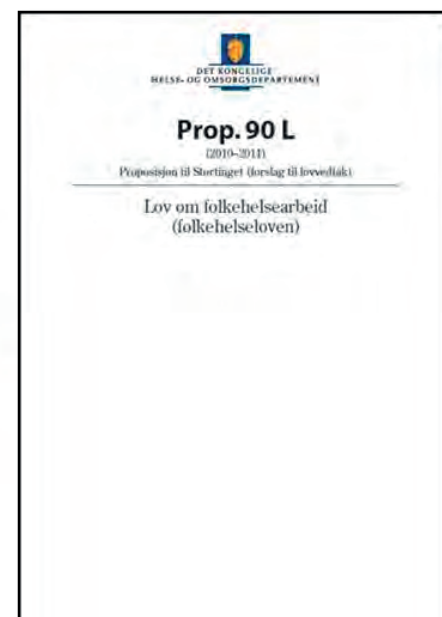 DET KONGELIGE
HELSE- OG OMSORGSDEPARTEMENT
Prop. 90 L
(2010–2011)
Proposisjon til Stortinget (forslag til lovvedtak)
Lov om folkehelsearbeid
(folkehelseloven)